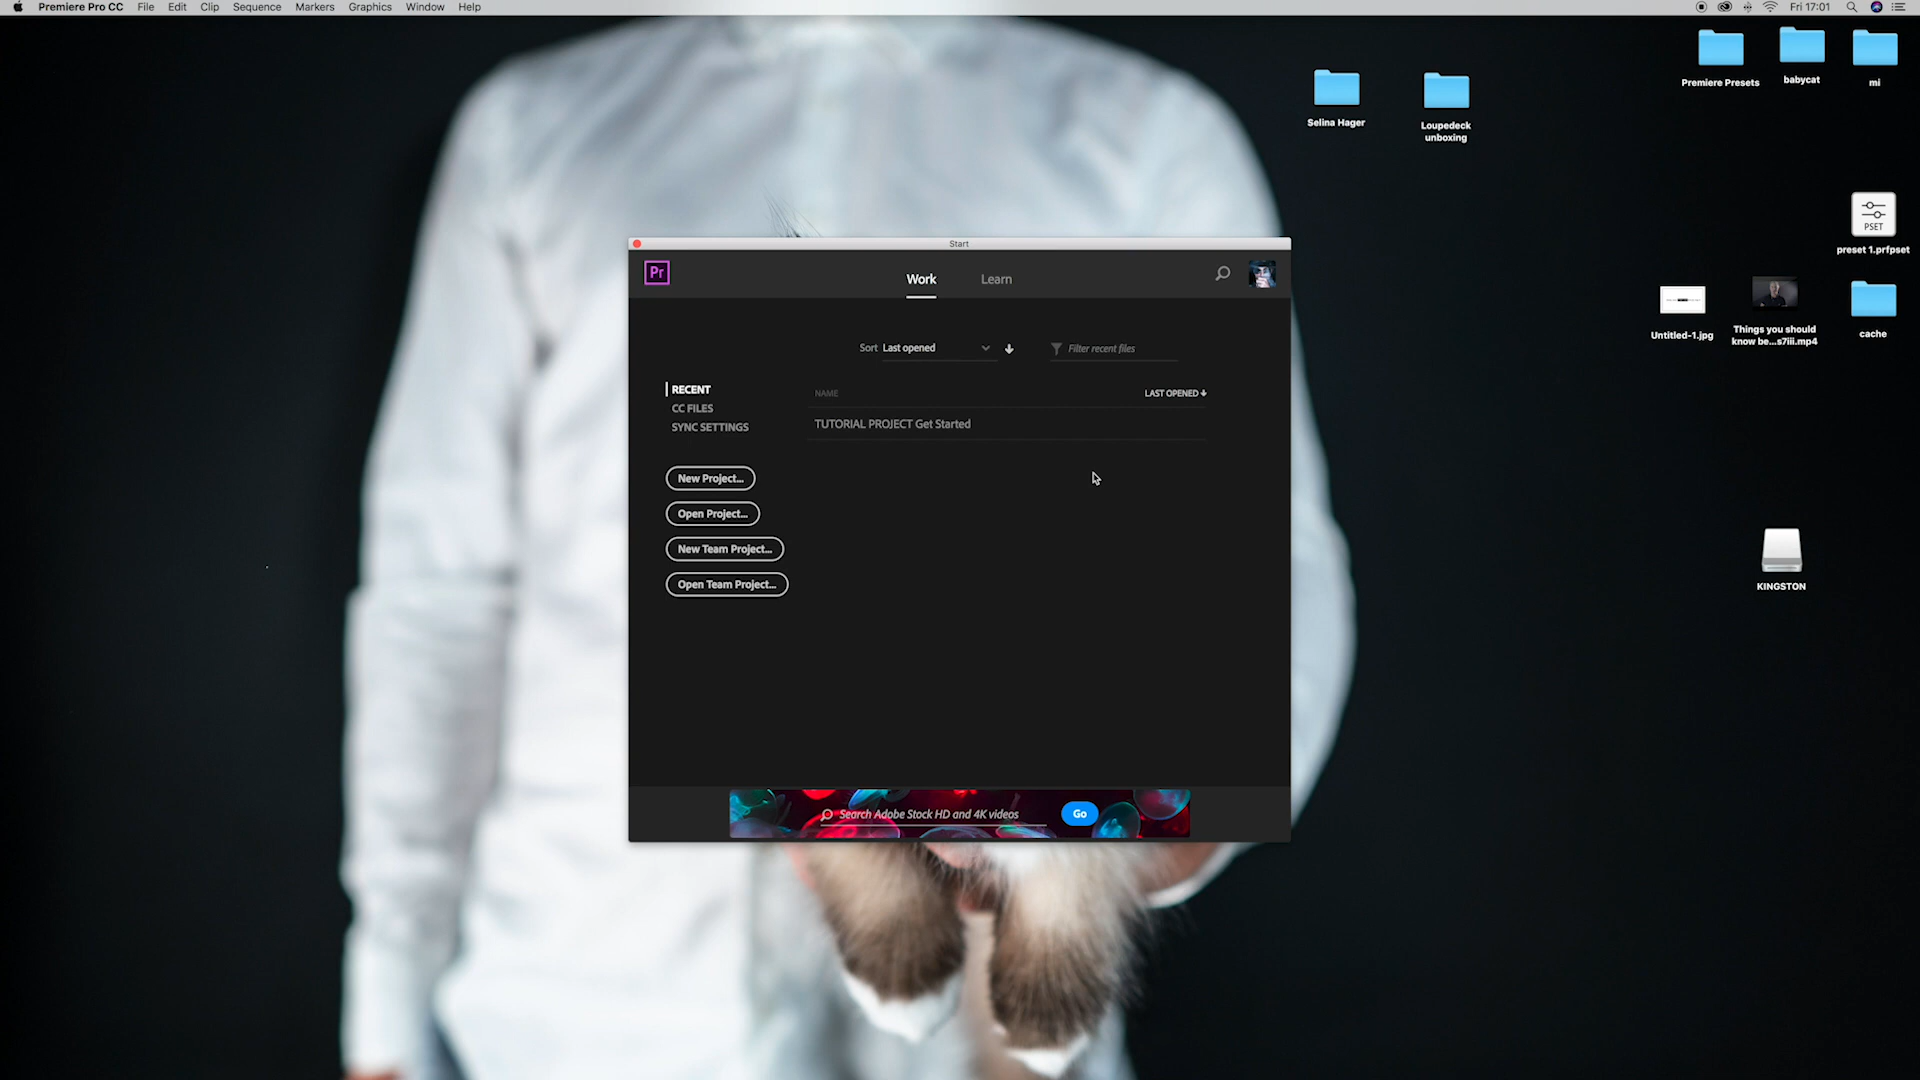 Premiere Pro CC File Edit Clip Sequence Markers Graphics Window Help Fri 17:01
Premiere Presets
babycat
mi
Selina Hager
Loupedeck
unboxing
PSET
preset 1.prfpset
Untitled-1.jpg
Things you should
know be...s7iii.mp4
cache
KINGSTON
Start
Pr
Work Learn
Sort Last opened Filter recent files
RECENT
CC FILES
SYNC SETTINGS
NAME LAST OPENED
TUTORIAL PROJECT Get Started
New Project...
Open Project...
New Team Project...
Open Team Project...
Search Adobe Stock HD and 4K videos Go